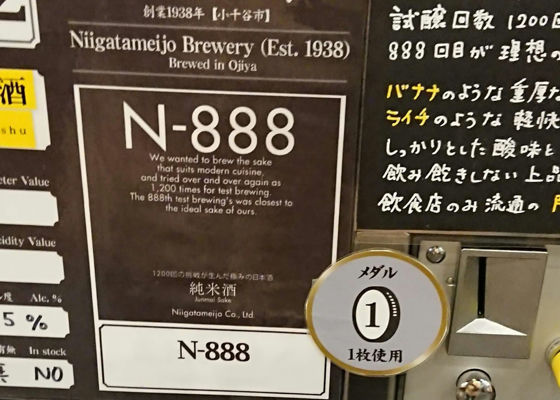 創業1938年【小千谷市】
Niigatameijo Brewery (Est. 1938)
Brewed in Ojiya
N-888
We wanted to brew the sake
that suits modern cuisine,
and tried over and over again as
1,200 times for test brewing.
The 888th test brewing's was closest to
the ideal sake of ours.
1200回の挑戦が生んだ極みの日本酒
純米酒
Junmai Sake
Niigatameijo Co., Ltd.
N-888
酒
shu
Value
cidity Value
度 Alc. %
5 %
無 In stock
NO
試醸回数 1200回
888回目が理想の
バナナのような重厚な
ライチのような軽快
しっかりとした酸味と
飲み飽きしない上品
飲食店のみ流通の
メダル
1
1枚使用